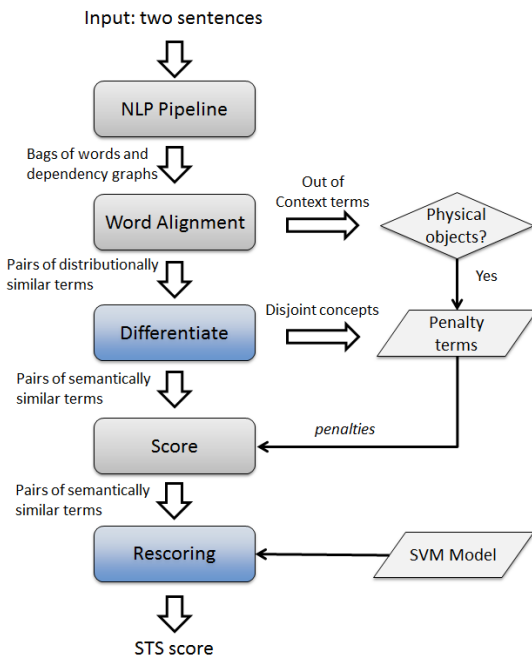 Input: two sentences
NLP Pipeline
Bags of words and
dependency graphs
Out of
Context terms
Word Alignment
Physical
objects?
Pairs of distributionally
similar terms
Yes
Disjoint concepts
Differentiate
Penalty
terms
Pairs of semantically
similar terms
penalties
Score
Pairs of semantically
similar terms
Rescoring
SVM Model
STS score